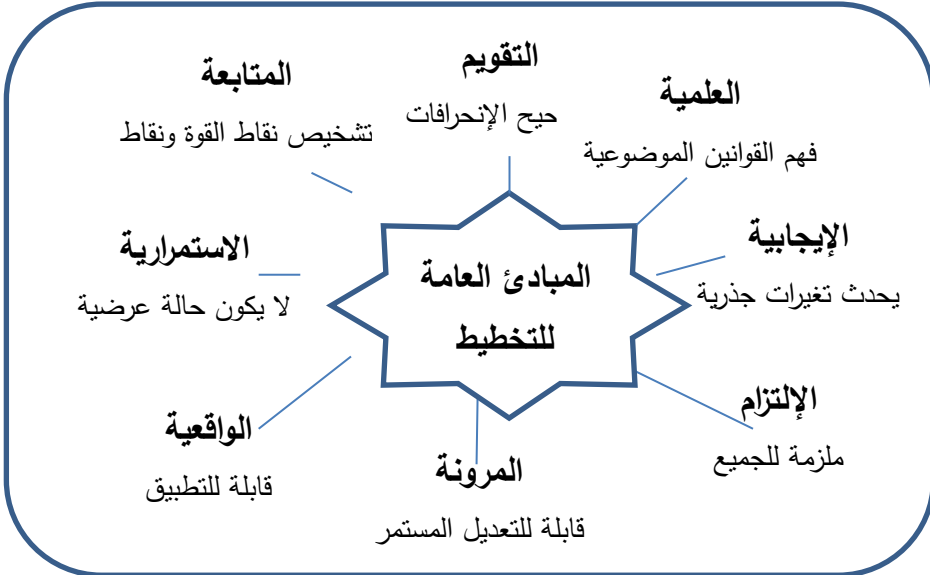 التقويم
حيح الإنحرافات
العلمية
فهم القوانين الموضوعية
الإيجابية
يحدث تغيرات جذرية
الإلتزام
ملزمة للجميع
المرونة
قابلة للتعديل المستمر
الواقعية
قابلة للتطبيق
الاستمرارية
لا يكون حالة عرضية
المتابعة
تشخيص نقاط القوة ونقاط
المبادئ العامة
للتخطيط